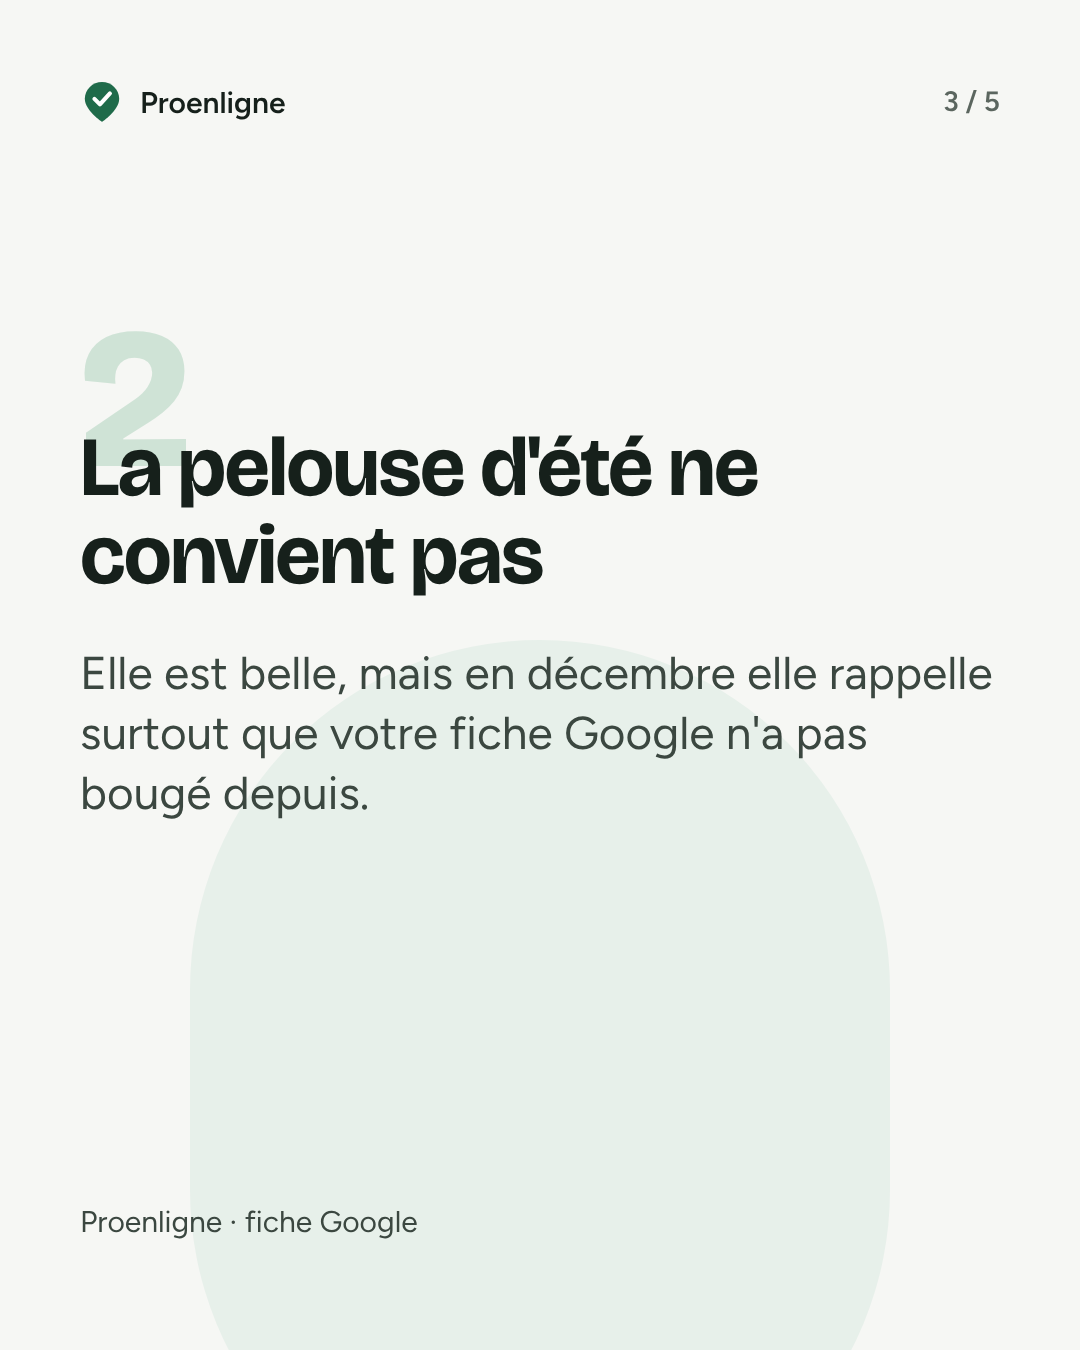 Proenligne
3 / 5
2
La pelouse d'été ne
convient pas
Elle est belle, mais en décembre elle rappelle
surtout que votre fiche Google n'a pas
bougé depuis.
Proenligne · fiche Google